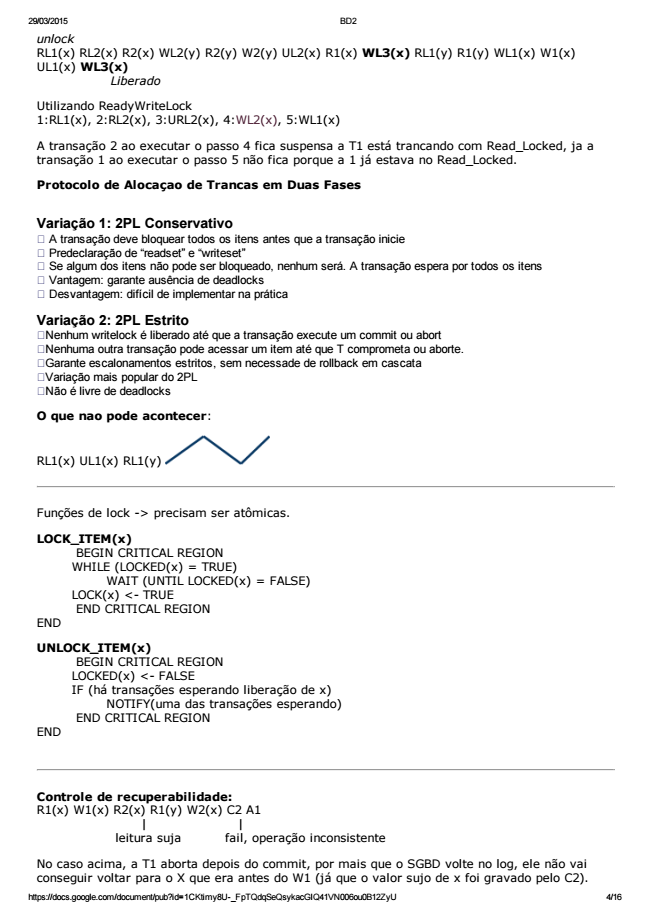 29/03/2015 BD2
unlock
RL1(x) RL2(x) R2(x) WL2(y) R2(y) W2(y) UL2(x) R1(x) WL3(x) RL1(y) R1(y) WL1(x) W1(x)
UL1(x) WL3(x)
Liberado
Utilizando ReadyWriteLock
1:RL1(x), 2:RL2(x), 3:URL2(x), 4:WL2(x), 5:WL1(x)
A transação 2 ao executar o passo 4 fica suspensa a T1 está trancando com Read_Locked, ja a
transação 1 ao executar o passo 5 não fica porque a 1 já estava no Read_Locked.
Protocolo de Alocaçao de Trancas em Duas Fases
Variação 1: 2PL Conservativo
□ A transação deve bloquear todos os itens antes que a transação inicie
□ Predeclaração de “readset” e “writeset”
□ Se algum dos itens não pode ser bloqueado, nenhum será. A transação espera por todos os itens
□ Vantagem: garante ausência de deadlocks
□ Desvantagem: difícil de implementar na prática
Variação 2: 2PL Estrito
□Nenhum writelock é liberado até que a transação execute um commit ou abort
□Nenhuma outra transação pode acessar um item até que T comprometa ou aborte.
□Garante escalonamentos estritos, sem necessade de rollback em cascata
□Variação mais popular do 2PL
□Não é livre de deadlocks
O que nao pode acontecer:
RL1(x) UL1(x) RL1(y)
Funções de lock -> precisam ser atômicas.
LOCK_ITEM(x)
BEGIN CRITICAL REGION
WHILE (LOCKED(x) = TRUE)
WAIT (UNTIL LOCKED(x) = FALSE)
LOCK(x) <- TRUE
END CRITICAL REGION
END
UNLOCK_ITEM(x)
BEGIN CRITICAL REGION
LOCKED(x) <- FALSE
IF (há transações esperando liberação de x)
NOTIFY(uma das transações esperando)
END CRITICAL REGION
END
Controle de recuperabilidade:
R1(x) W1(x) R2(x) R1(y) W2(x) C2 A1
| |
leitura suja fail, operação inconsistente
No caso acima, a T1 aborta depois do commit, por mais que o SGBD volte no log, ele não vai
conseguir voltar para o X que era antes do W1 (já que o valor sujo de x foi gravado pelo C2).
https://docs.google.com/document/pub?id=1CKtimy8U-_FpTQdqSeQsykacGIQ41VN006ou0B12ZyU 4/16